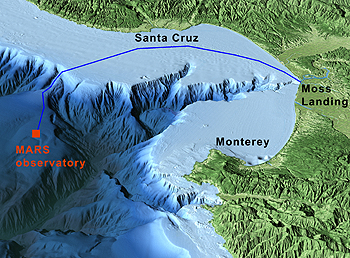 Santa Cruz
Moss
Landing
Monterey
MARS
observatory